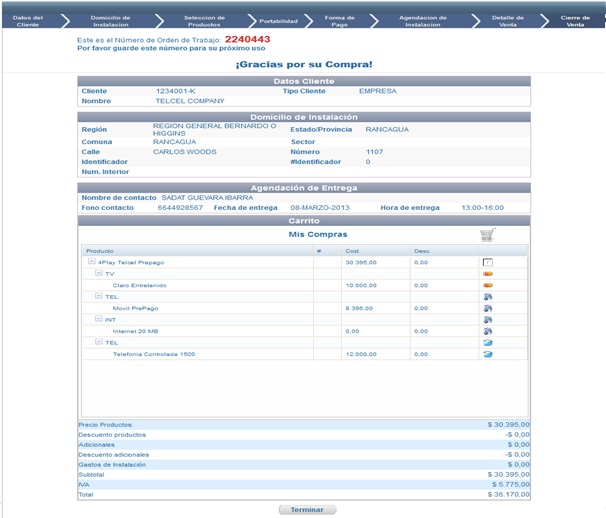 Datos del Cliente
Domicilio de Instalacion
Seleccion de Productos
Portabilidad
Forma de Pago
Agendacion de Instalacion
Detalle de Venta
Cierre de Venta
Este es el Número de Orden de Trabajo: 2240443
Por favor guarde este número para su próximo uso
¡Gracias por su Compra!
Datos Cliente
Cliente 1234001-K Tipo Cliente EMPRESA
Nombre TELCEL COMPANY
Domicilio de Instalación
Región REGION GENERAL BERNARDO O HIGGINS Estado/Provincia RANCAGUA
Comuna RANCAGUA Sector
Calle CARLOS WOODS Número 1107
Identificador #Identificador 0
Num. Interior
Agendación de Entrega
Nombre de contacto SADAT GUEVARA IBARRA
Fono contacto 5644928567 Fecha de entrega 08-MARZO-2013 Hora de entrega 13:00-16:00
Carrito
Mis Compras
Producto # Cost. Desc.
4Play Telcel Prepago 30.395,00 0,00
TV
Claro Entretenido 10.000,00 0,00
TEL
Movil PrePago 8.395,00 0,00
INT
Internet 20 MB 0,00 0,00
TEL
Telefonia Controlada 1500 12.000,00 0,00
Precio Productos: $ 30.395,00
Descuento productos -$ 0,00
Adicionales $ 0,00
Descuento adicionales -$ 0,00
Gastos de Instalación $ 0,00
Subtotal $ 30.395,00
IVA $ 5.775,00
Total $ 36.170,00
Terminar